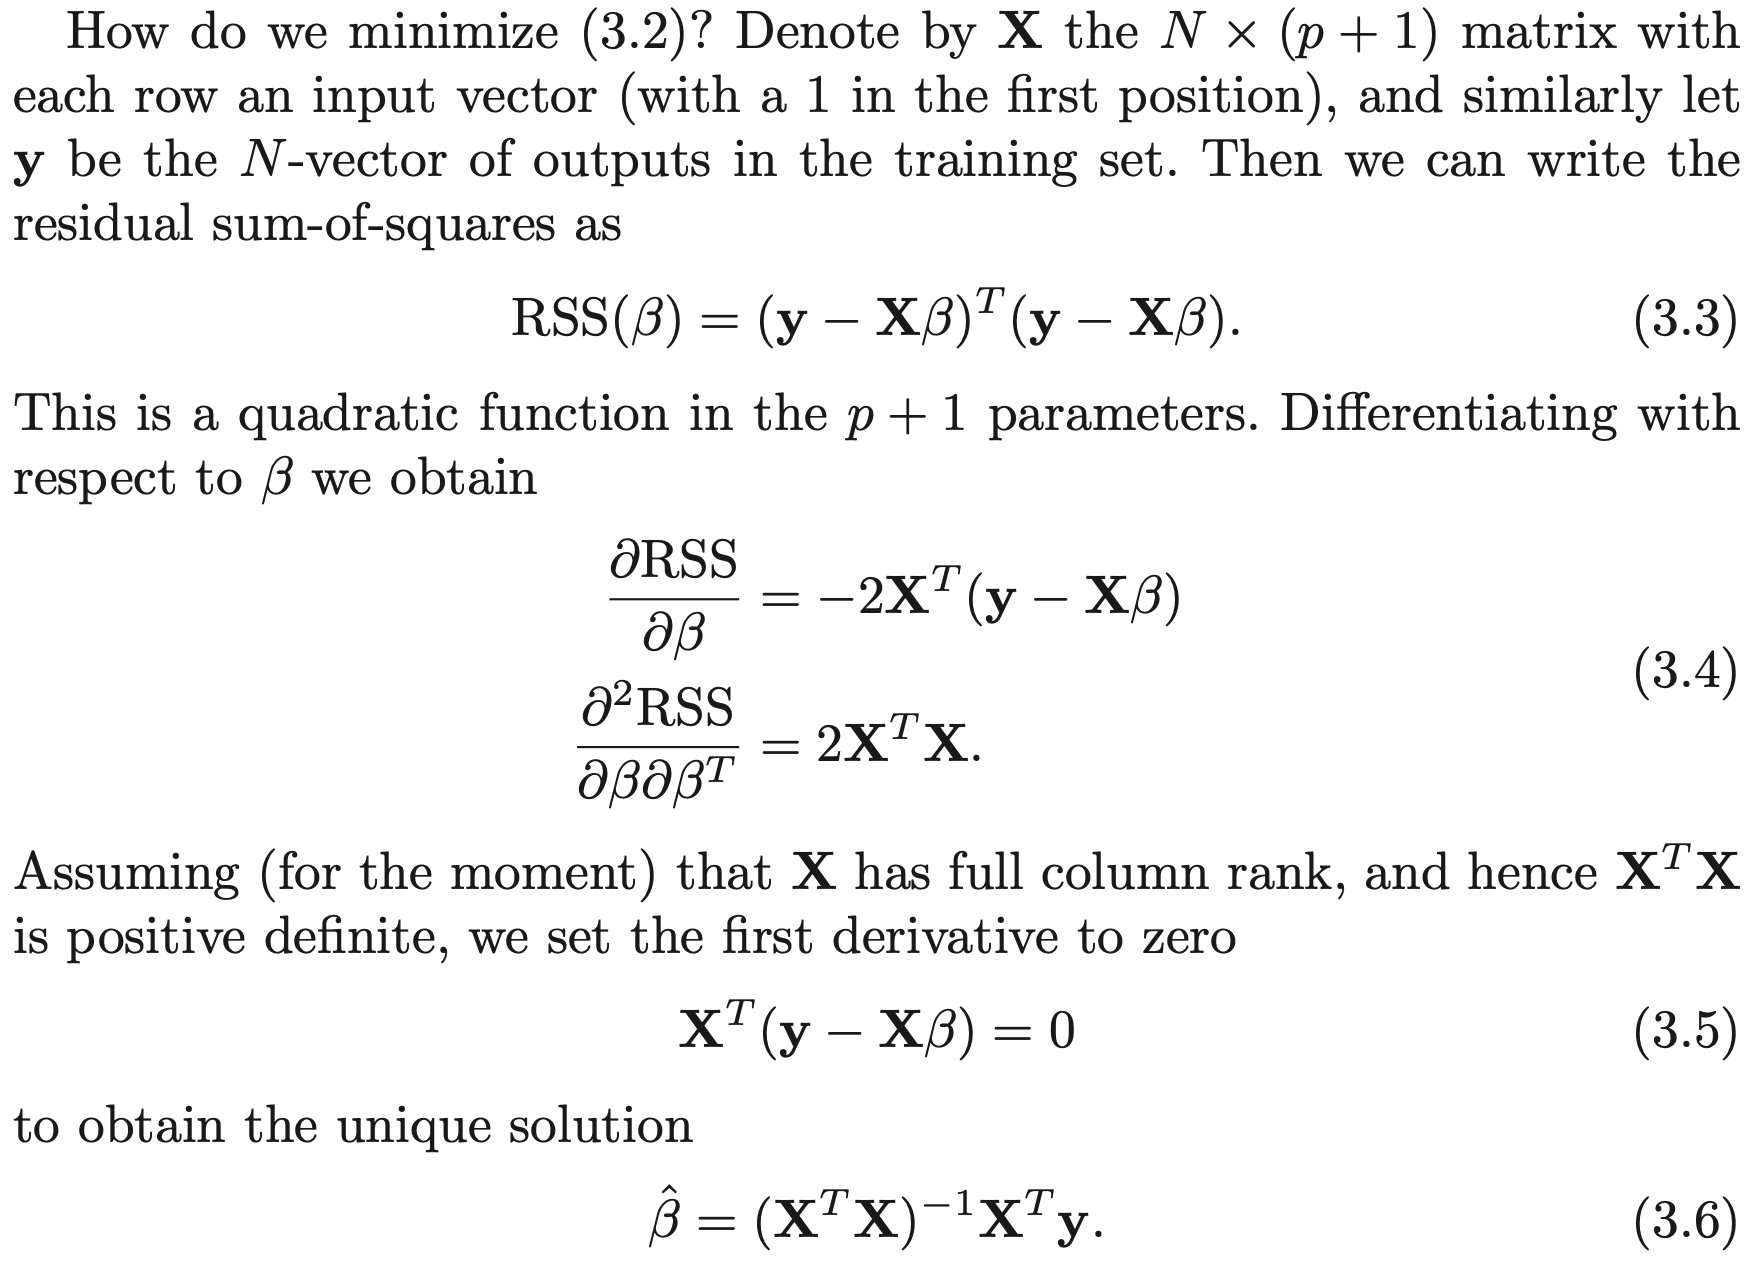 How do we minimize (3.2)? Denote by X the N × (p + 1) matrix with
each row an input vector (with a 1 in the first position), and similarly let
y be the N-vector of outputs in the training set. Then we can write the
residual sum-of-squares as
RSS(β) = (y − Xβ)^T(y − Xβ). (3.3)
This is a quadratic function in the p + 1 parameters. Differentiating with
respect to β we obtain
∂RSS/∂β = −2X^T(y − Xβ)
∂²RSS/∂β∂β^T = 2X^TX. (3.4)
Assuming (for the moment) that X has full column rank, and hence X^TX
is positive definite, we set the first derivative to zero
X^T(y − Xβ) = 0 (3.5)
to obtain the unique solution
β̂ = (X^TX)^−1X^Ty. (3.6)